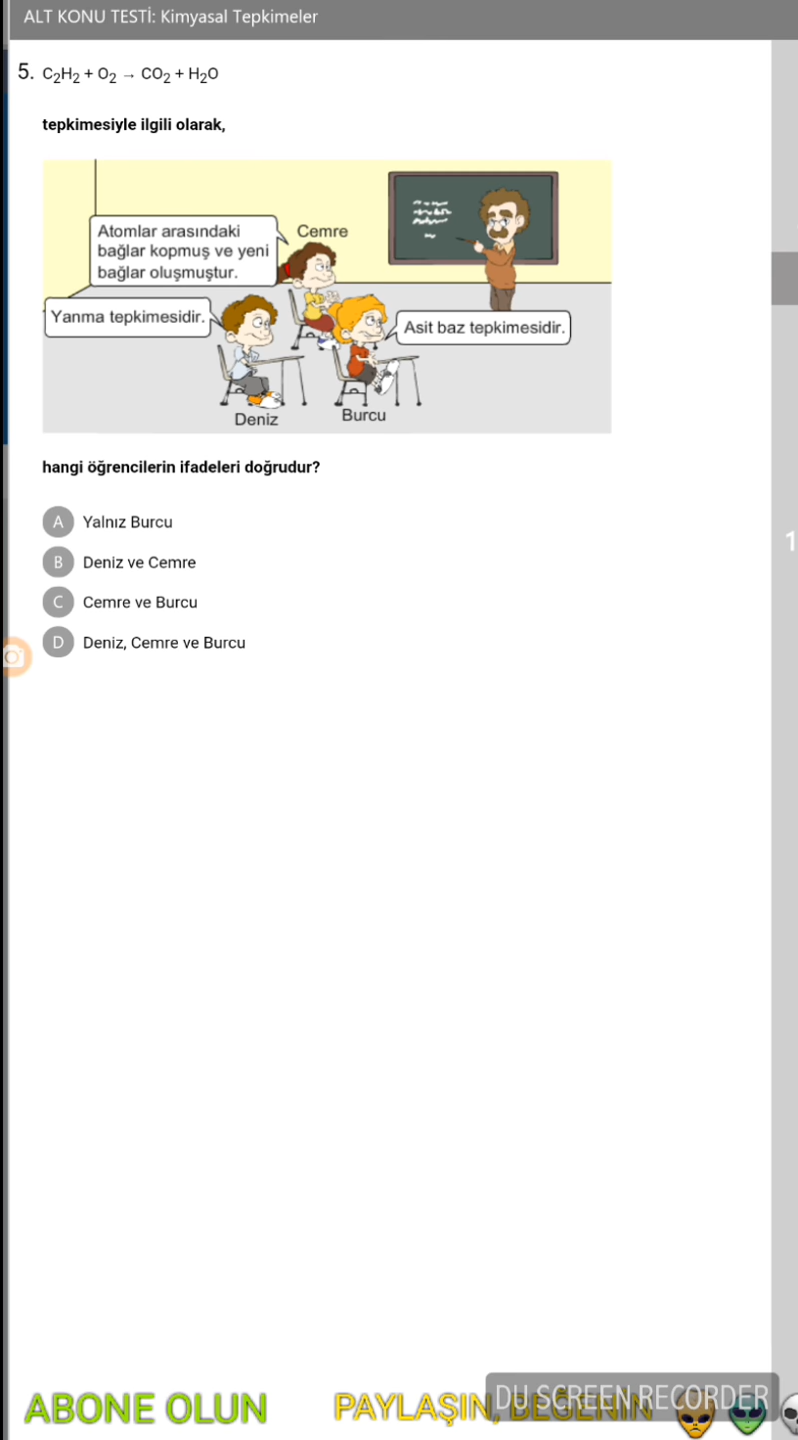 ALT KONU TESTİ: Kimyasal Tepkimeler
5. C₂H₂ + O₂ → CO₂ + H₂O
tepkimesiyle ilgili olarak,
Atomlar arasındaki
bağlar kopmuş ve yeni
bağlar oluşmuştur.
Cemre
Yanma tepkimesidir.
Asit baz tepkimesidir.
Deniz
Burcu
hangi öğrencilerin ifadeleri doğrudur?
A Yalnız Burcu
1
B Deniz ve Cemre
C Cemre ve Burcu
D Deniz, Cemre ve Burcu
ABONE OLUN PAYLAŞIN, BEĞENİN
DU SCREEN RECORDER